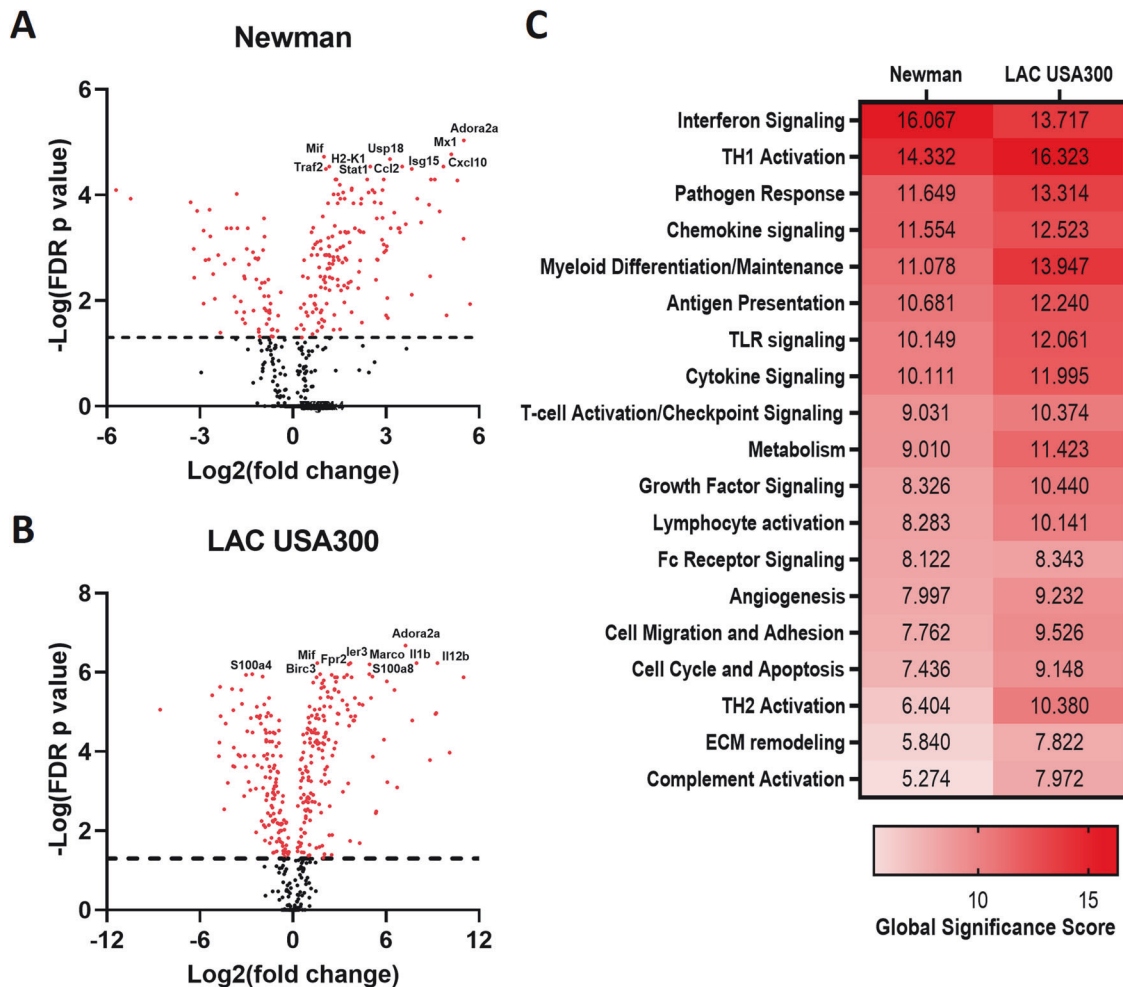 A
Newman
6
4
2
0
-6
-3
0
3
6
-Log(FDR p value)
Log2(fold change)
Adora2a
Mx1
Usp18
Mif
H2-K1
Isg15
Cxcl10
Traf2
Stat1
Ccl2
B
LAC USA300
8
6
4
2
0
-12
-6
0
6
12
-Log(FDR p value)
Log2(fold change)
Adora2a
Ier3
Mif
Fpr2
Marco
Il1b
Il12b
S100a4
Birc3
S100a8
C
Newman LAC USA300
Interferon Signaling 16.067 13.717
TH1 Activation 14.332 16.323
Pathogen Response 11.649 13.314
Chemokine signaling 11.554 12.523
Myeloid Differentiation/Maintenance 11.078 13.947
Antigen Presentation 10.681 12.240
TLR signaling 10.149 12.061
Cytokine Signaling 10.111 11.995
T-cell Activation/Checkpoint Signaling 9.031 10.374
Metabolism 9.010 11.423
Growth Factor Signaling 8.326 10.440
Lymphocyte activation 8.283 10.141
Fc Receptor Signaling 8.122 8.343
Angiogenesis 7.997 9.232
Cell Migration and Adhesion 7.762 9.526
Cell Cycle and Apoptosis 7.436 9.148
TH2 Activation 6.404 10.380
ECM remodeling 5.840 7.822
Complement Activation 5.274 7.972
10 15
Global Significance Score